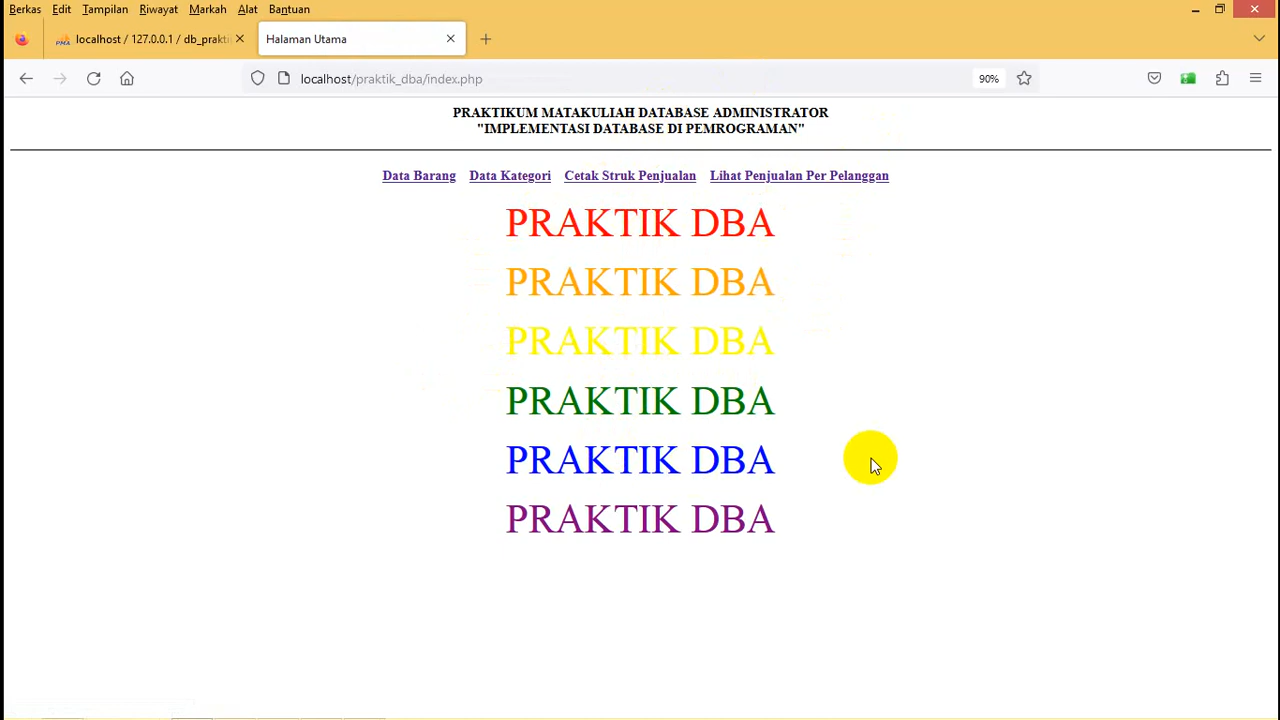 Berkas Edit Tampilan Riwayat Markah Alat Bantuan
localhost / 127.0.0.1 / db_prakti
Halaman Utama
localhost/praktik_dba/index.php
90%
PRAKTIKUM MATAKULIAH DATABASE ADMINISTRATOR
"IMPLEMENTASI DATABASE DI PEMROGRAMAN"
Data Barang Data Kategori Cetak Struk Penjualan Lihat Penjualan Per Pelanggan
PRAKTIK DBA
PRAKTIK DBA
PRAKTIK DBA
PRAKTIK DBA
PRAKTIK DBA
PRAKTIK DBA